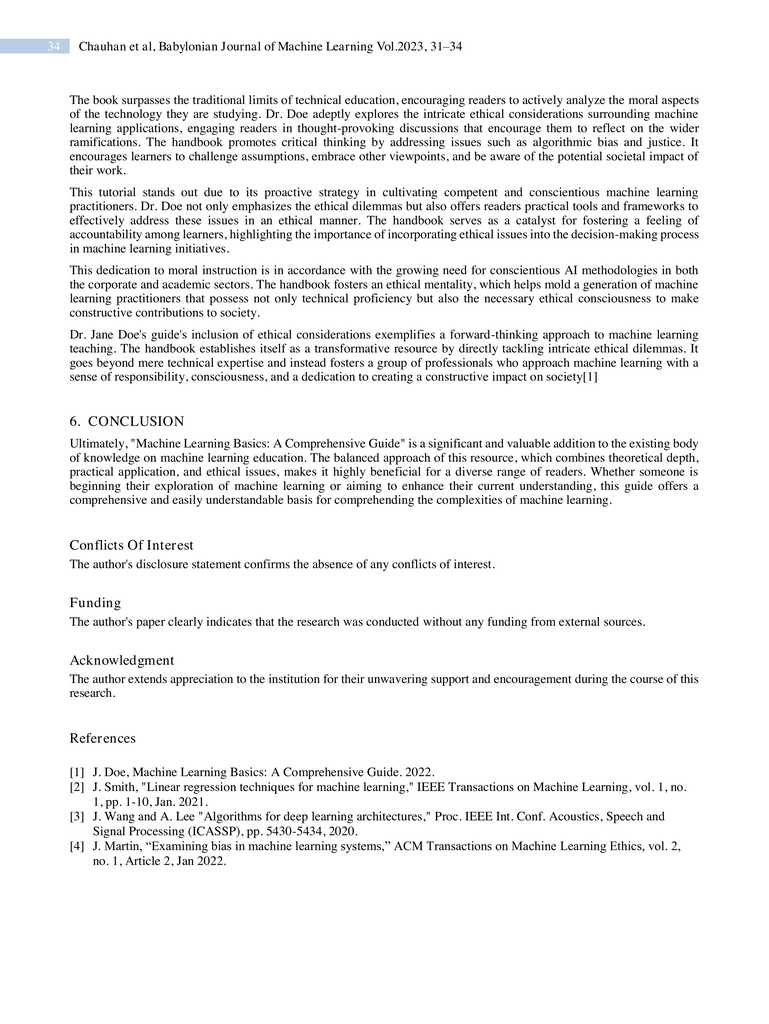 34 Chauhan et al, Babylonian Journal of Machine Learning Vol.2023, 31–34
The book surpasses the traditional limits of technical education, encouraging readers to actively analyze the moral aspects
of the technology they are studying. Dr. Doe adeptly explores the intricate ethical considerations surrounding machine
learning applications, engaging readers in thought-provoking discussions that encourage them to reflect on the wider
ramifications. The handbook promotes critical thinking by addressing issues such as algorithmic bias and justice. It
encourages learners to challenge assumptions, embrace other viewpoints, and be aware of the potential societal impact of
their work.
This tutorial stands out due to its proactive strategy in cultivating competent and conscientious machine learning
practitioners. Dr. Doe not only emphasizes the ethical dilemmas but also offers readers practical tools and frameworks to
effectively address these issues in an ethical manner. The handbook serves as a catalyst for fostering a feeling of
accountability among learners, highlighting the importance of incorporating ethical issues into the decision-making process
in machine learning initiatives.
This dedication to moral instruction is in accordance with the growing need for conscientious AI methodologies in both
the corporate and academic sectors. The handbook fosters an ethical mentality, which helps mold a generation of machine
learning practitioners that possess not only technical proficiency but also the necessary ethical consciousness to make
constructive contributions to society.
Dr. Jane Doe's guide's inclusion of ethical considerations exemplifies a forward-thinking approach to machine learning
teaching. The handbook establishes itself as a transformative resource by directly tackling intricate ethical dilemmas. It
goes beyond mere technical expertise and instead fosters a group of professionals who approach machine learning with a
sense of responsibility, consciousness, and a dedication to creating a constructive impact on society[1]
6. CONCLUSION
Ultimately, "Machine Learning Basics: A Comprehensive Guide" is a significant and valuable addition to the existing body
of knowledge on machine learning education. The balanced approach of this resource, which combines theoretical depth,
practical application, and ethical issues, makes it highly beneficial for a diverse range of readers. Whether someone is
beginning their exploration of machine learning or aiming to enhance their current understanding, this guide offers a
comprehensive and easily understandable basis for comprehending the complexities of machine learning.
Conflicts Of Interest
The author's disclosure statement confirms the absence of any conflicts of interest.
Funding
The author's paper clearly indicates that the research was conducted without any funding from external sources.
Acknowledgment
The author extends appreciation to the institution for their unwavering support and encouragement during the course of this
research.
References
[1] J. Doe, Machine Learning Basics: A Comprehensive Guide. 2022.
[2] J. Smith, "Linear regression techniques for machine learning," IEEE Transactions on Machine Learning, vol. 1, no.
1, pp. 1-10, Jan. 2021.
[3] J. Wang and A. Lee "Algorithms for deep learning architectures," Proc. IEEE Int. Conf. Acoustics, Speech and
Signal Processing (ICASSP), pp. 5430-5434, 2020.
[4] J. Martin, “Examining bias in machine learning systems,” ACM Transactions on Machine Learning Ethics, vol. 2,
no. 1, Article 2, Jan 2022.